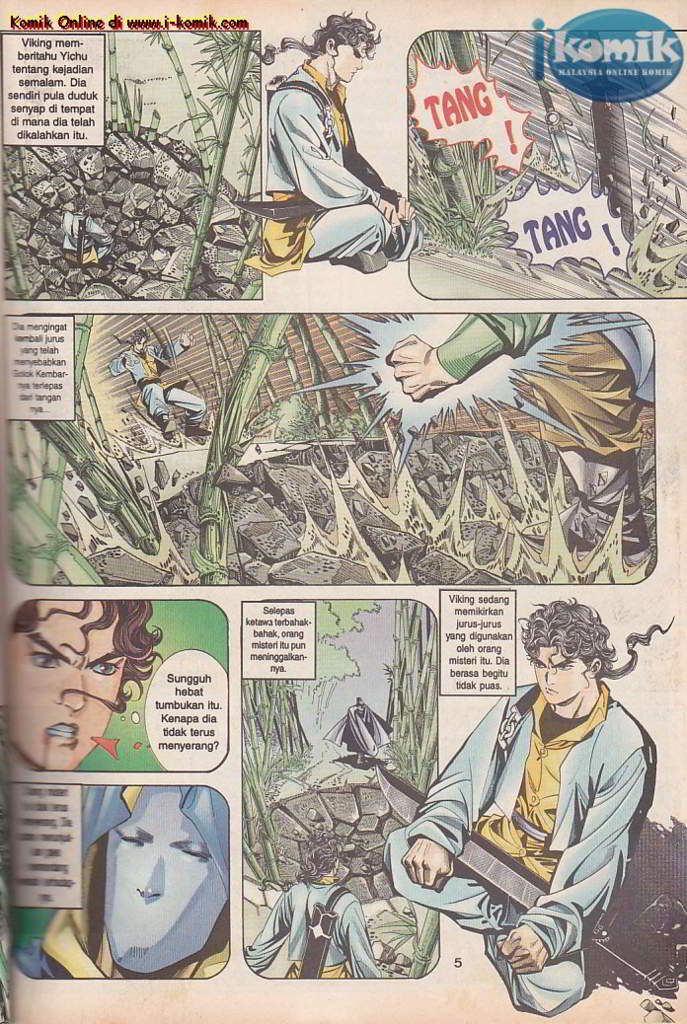 Komik Online di www.i-komik.com
ikomik
MALAYSIA ONLINE KOMIK
Viking mem-
beritahu Yichu
tentang kejadian
semalam. Dia
sendiri pula duduk
senyap di tempat
di mana dia telah
dikalahkan itu.
TANG !
TANG !
Dia mengingat
kembali jurus
yang telah
menyebabkan
Golok Kembar-
nya terlepas
dari tangan
nya...
Sungguh
hebat
tumbukan itu.
Kenapa dia
tidak terus
menyerang?
Selepas
ketawa terbahak-
bahak, orang
misteri itu pun
meninggalkan-
nya.
Viking sedang
memikirkan
jurus-jurus
yang digunakan
oleh orang
misteri itu. Dia
berasa begitu
tidak puas.
5